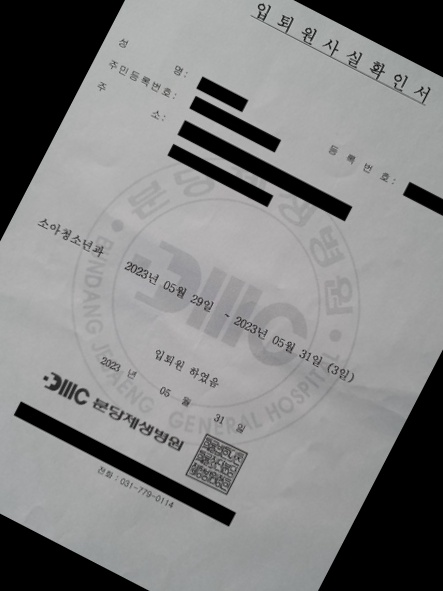 입퇴원사실확인서
성 명:
주민등록번호:
등 록 번 호:
주 소:
소아청소년과 2023년 05월 29일 ~ 2023년 05월 31일 (3일)
입퇴원 하였음
2023 년 05 월 31 일
DMC 분당제생병원
전화 : 031-779-0114
분당제생병원
DMC
BUNDANG JESAENG GENERAL HOSPITAL